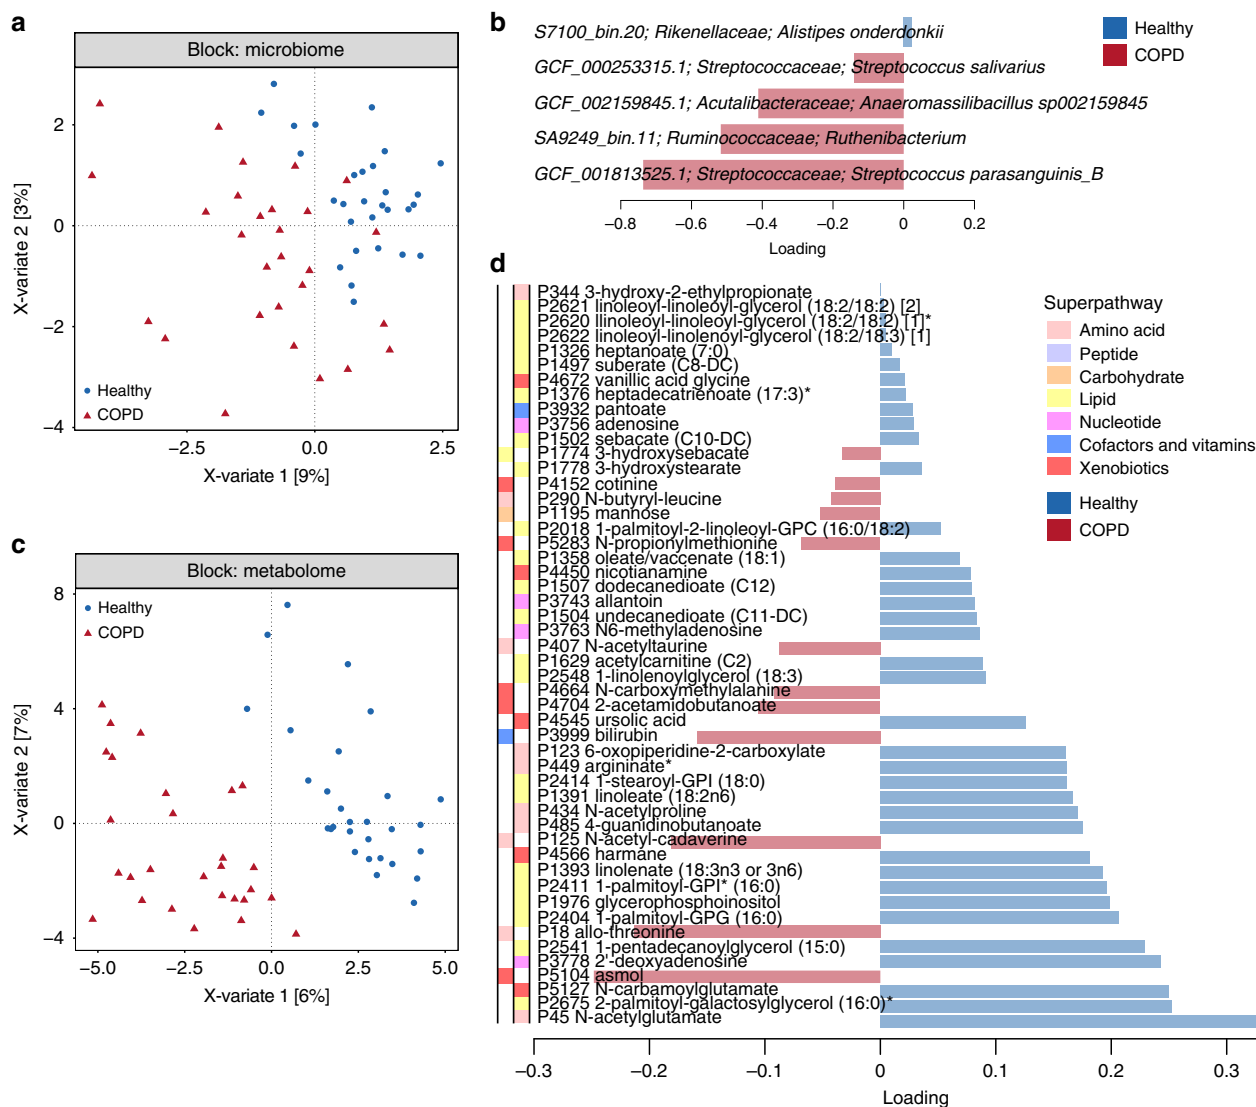 a
Block: microbiome
2
0
−2
−4
X-variate 2 [3%]
Healthy
COPD
−2.5
0.0
2.5
X-variate 1 [9%]
b
S7100_bin.20; Rikenellaceae; Alistipes onderdonkii
GCF_000253315.1; Streptococcaceae; Streptococcus salivarius
GCF_002159845.1; Acutalibacteraceae; Anaeromassilibacillus sp002159845
SA9249_bin.11; Ruminococcaceae; Ruthenibacterium
GCF_001813525.1; Streptococcaceae; Streptococcus parasanguinis_B
−0.8
−0.6
−0.4
−0.2
0
0.2
Loading
Healthy
COPD
c
Block: metabolome
8
4
0
−4
X-variate 2 [7%]
Healthy
COPD
−5.0
−2.5
0.0
2.5
5.0
X-variate 1 [6%]
d
P344 3-hydroxy-2-ethylpropionate
P2621 linoleoyl-linoleoyl-glycerol (18:2/18:2) [2]
P2620 llinoleoyl-linoleoyl-glycerol (18:2/18:2) [1]*
P2622 linoleoyl-linolenoyl-glycerol (18:2/18:3) [1]
P1326 heptanoate (7:0)
P1497 suberate (C8-DC)
P4672 vanillic acid glycine
P1376 heptadecatrienoate (17:3)*
P3932 pantoate
P3756 adenosine
P1502 sebacate (C10-DC)
P1774 3-hydroxysebacate
P1778 3-hydroxystearate
P4152 cotinine
P290 N-butyryl-leucine
P1195 mannose
P2018 1-palmitoyl-2-linoleoyl-GPC (16:0/18:2)
P5283 N-propionylmethionine
P1358 oleate/vaccenate (18:1)
P4450 nicotianamine
P1507 dodecanedioate (C12)
P3743 allantoin
P1504 undecanedioate (C11-DC)
P3763 N6-methyladenosine
P407 N-acetyltaurine
P1629 acetylcarnitine (C2)
P2548 1-linolenoylglycerol (18:3)
P4664 N-carboxymethylalanine
P4704 2-acetamidobutanoate
P4545 ursolic acid
P3999 bilirubin
P123 6-oxopiperidine-2-carboxylate
P449 argininate*
P2414 1-stearoyl-GPI (18:0)
P1391 linoleate (18:2n6)
P434 N-acetylproline
P485 4-guanidinobutanoate
P125 N-acetyl-cadaverine
P4566 harmane
P1393 linolenate (18:3n3 or 3n6)
P2411 1-palmitoyl-GPI* (16:0)
P1976 glycerophosphoinositol
P2404 1-palmitoyl-GPG (16:0)
P18 allo-threonine
P2541 1-pentadecanoylglycerol (15:0)
P3778 2'-deoxyadenosine
P5104 asmol
P5127 N-carbamoylglutamate
P2675 2-palmitoyl-galactosylglycerol (16:0)*
P45 N-acetylglutamate
−0.3
−0.2
−0.1
0
0.1
0.2
0.3
Loading
Superpathway
Amino acid
Peptide
Carbohydrate
Lipid
Nucleotide
Cofactors and vitamins
Xenobiotics
Healthy
COPD